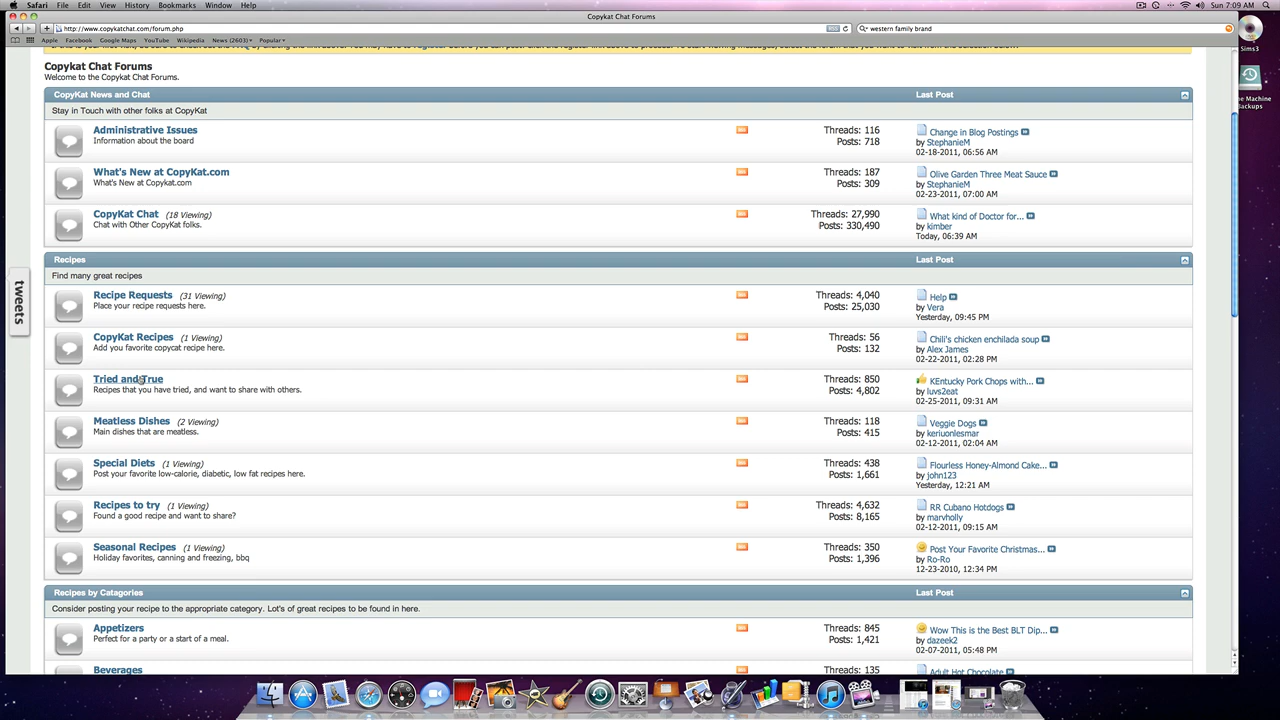 Safari File Edit View History Bookmarks Window Help Sun 7:09 AM
Copykat Chat Forums
http://www.copykatchat.com/forum.php western family brand
Apple Facebook Google Maps YouTube Wikipedia News (2603) Popular
Sims3
Copykat Chat Forums
Welcome to the Copykat Chat Forums.
me Machine
Backups
CopyKat News and Chat Last Post
Stay in Touch with other folks at CopyKat
Administrative Issues Threads: 116 Change in Blog Postings
Information about the board Posts: 718 by StephanieM
02-18-2011, 06:56 AM
What's New at CopyKat.com Threads: 187 Olive Garden Three Meat Sauce
What's New at Copykat.com Posts: 309 by StephanieM
02-23-2011, 07:00 AM
CopyKat Chat (18 Viewing) Threads: 27,990 What kind of Doctor for...
Chat with Other CopyKat folks. Posts: 330,490 by kimber
Today, 06:39 AM
Recipes Last Post
Find many great recipes
tweets
Recipe Requests (31 Viewing) Threads: 4,040 Help
Place your recipe requests here. Posts: 25,030 by Vera
Yesterday, 09:45 PM
CopyKat Recipes (1 Viewing) Threads: 56 Chili's chicken enchilada soup
Add you favorite copycat recipe here. Posts: 132 by Alex James
02-22-2011, 02:28 PM
Tried and True Threads: 850 KEntucky Pork Chops with...
Recipes that you have tried, and want to share with others. Posts: 4,802 by luvs2eat
02-25-2011, 09:31 AM
Meatless Dishes (2 Viewing) Threads: 118 Veggie Dogs
Main dishes that are meatless. Posts: 415 by keriuonlesmar
02-12-2011, 02:04 AM
Special Diets (1 Viewing) Threads: 438 Flourless Honey-Almond Cake...
Post your favorite low-calorie, diabetic, low fat recipes here. Posts: 1,661 by john123
Yesterday, 12:21 AM
Recipes to try (1 Viewing) Threads: 4,632 RR Cubano Hotdogs
Found a good recipe and want to share? Posts: 8,165 by marvholly
02-12-2011, 09:15 AM
Seasonal Recipes (1 Viewing) Threads: 350 Post Your Favorite Christmas...
Holiday favorites, canning and freezing, bbq Posts: 1,396 by Ro-Ro
12-23-2010, 12:34 PM
Recipes by Catagories Last Post
Consider posting your recipe to the appropriate category. Lot's of great recipes to be found in here.
Appetizers Threads: 845 Wow This is the Best BLT Dip...
Perfect for a party or a start of a meal. Posts: 1,421 by dazeek2
02-07-2011, 05:48 PM
Beverages Threads: 135 Adult Hot Chocolate